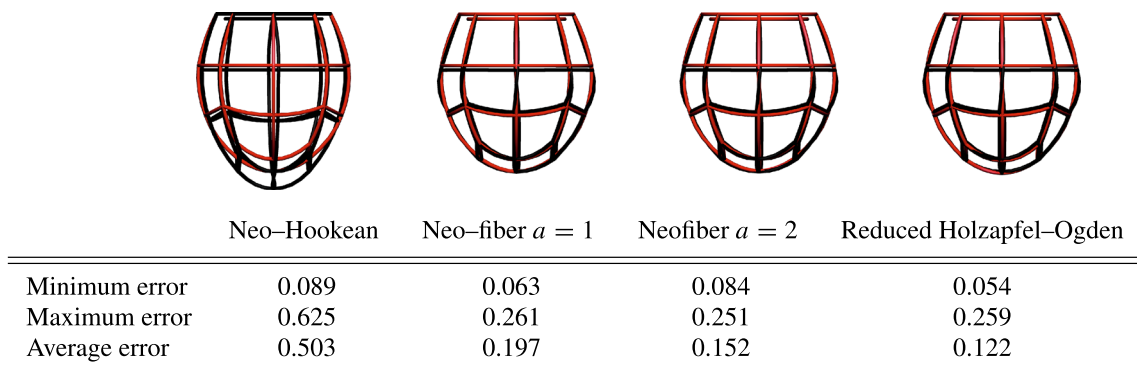 Neo–Hookean Neo–fiber a = 1 Neofiber a = 2 Reduced Holzapfel–Ogden
Minimum error 0.089 0.063 0.084 0.054
Maximum error 0.625 0.261 0.251 0.259
Average error 0.503 0.197 0.152 0.122